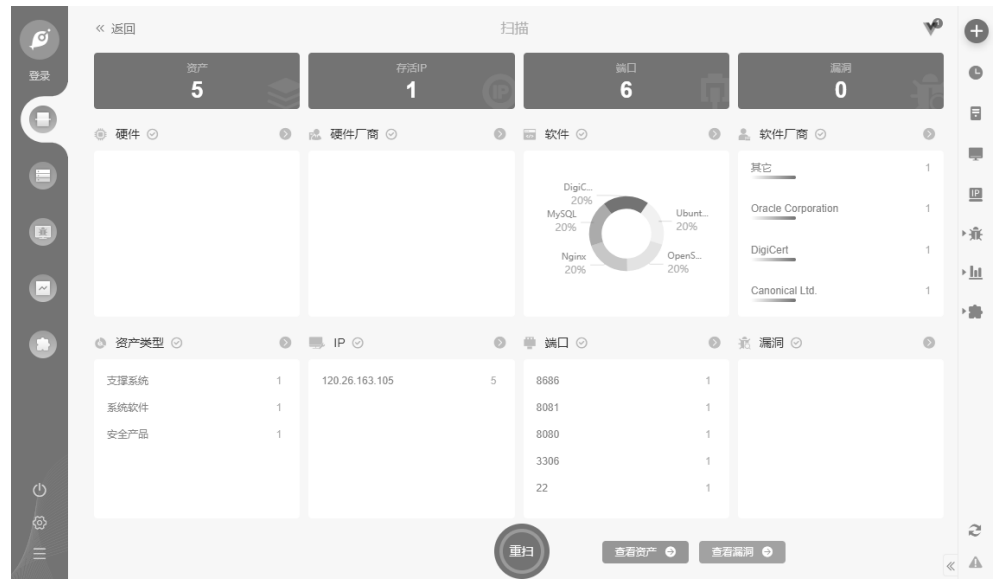 返回
扫描
登录
资产
5
存活IP
1
端口
6
漏洞
0
硬件
硬件厂商
软件
软件厂商
DigiC...
20%
MySQL
20%
Nginx
20%
Ubunt...
20%
OpenS...
20%
其它 1
Oracle Corporation 1
DigiCert 1
Canonical Ltd. 1
资产类型
IP
端口
漏洞
支撑系统 1
系统软件 1
安全产品 1
120.26.163.105 5
8686 1
8081 1
8080 1
3306 1
22 1
重扫
查看资产
查看漏洞
IP